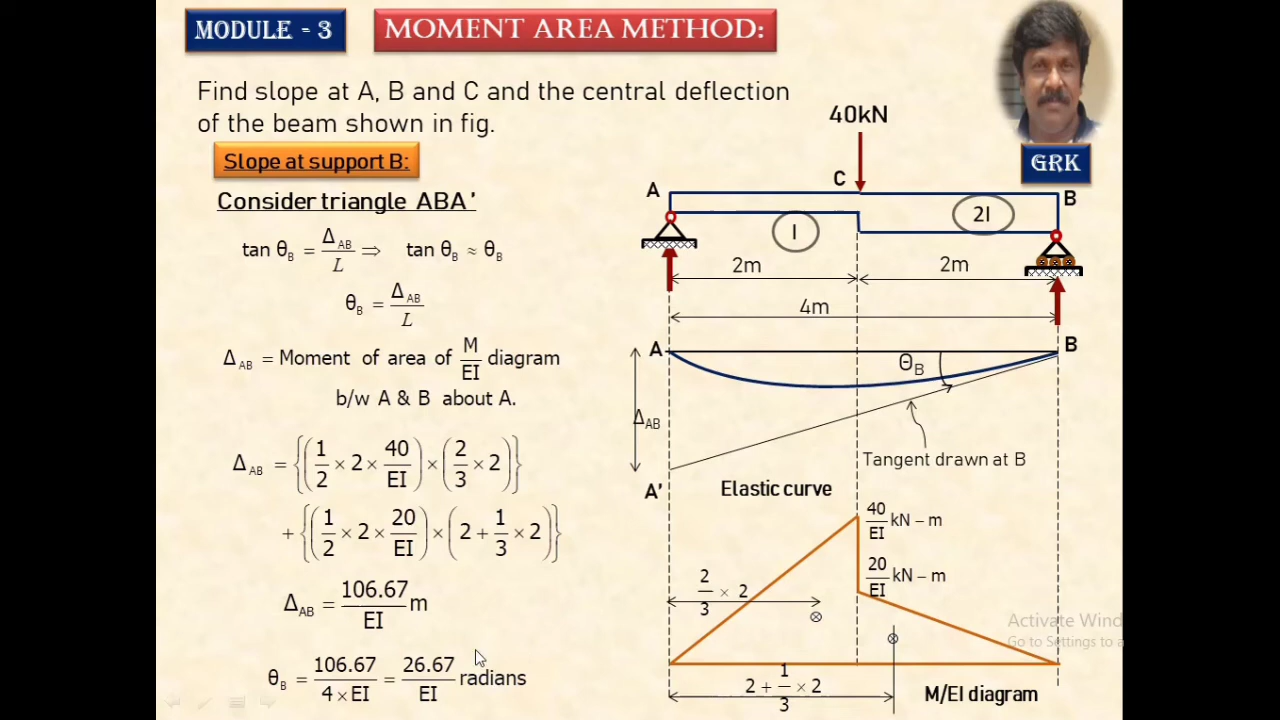 MODULE - 3
MOMENT AREA METHOD:
Find slope at A, B and C and the central deflection
of the beam shown in fig.
Slope at support B:
Consider triangle ABA'
tan θ_B = Δ_AB / L ⇒ tan θ_B ≈ θ_B
θ_B = Δ_AB / L
Δ_AB = Moment of area of M/EI diagram
b/w A & B about A.
Δ_AB = {(1/2 × 2 × 40/EI) × (2/3 × 2)}
+ {(1/2 × 2 × 20/EI) × (2 + 1/3 × 2)}
Δ_AB = 106.67/EI m
θ_B = 106.67/(4 × EI) = 26.67/EI radians
GRK
40kN
C
A
B
I
2I
2m
2m
4m
A
B
θ_B
Δ_AB
Tangent drawn at B
A'
Elastic curve
40/EI kN – m
20/EI kN – m
2/3 × 2
2 + 1/3 × 2
M/EI diagram
Activate Wind
Go to Settings to a